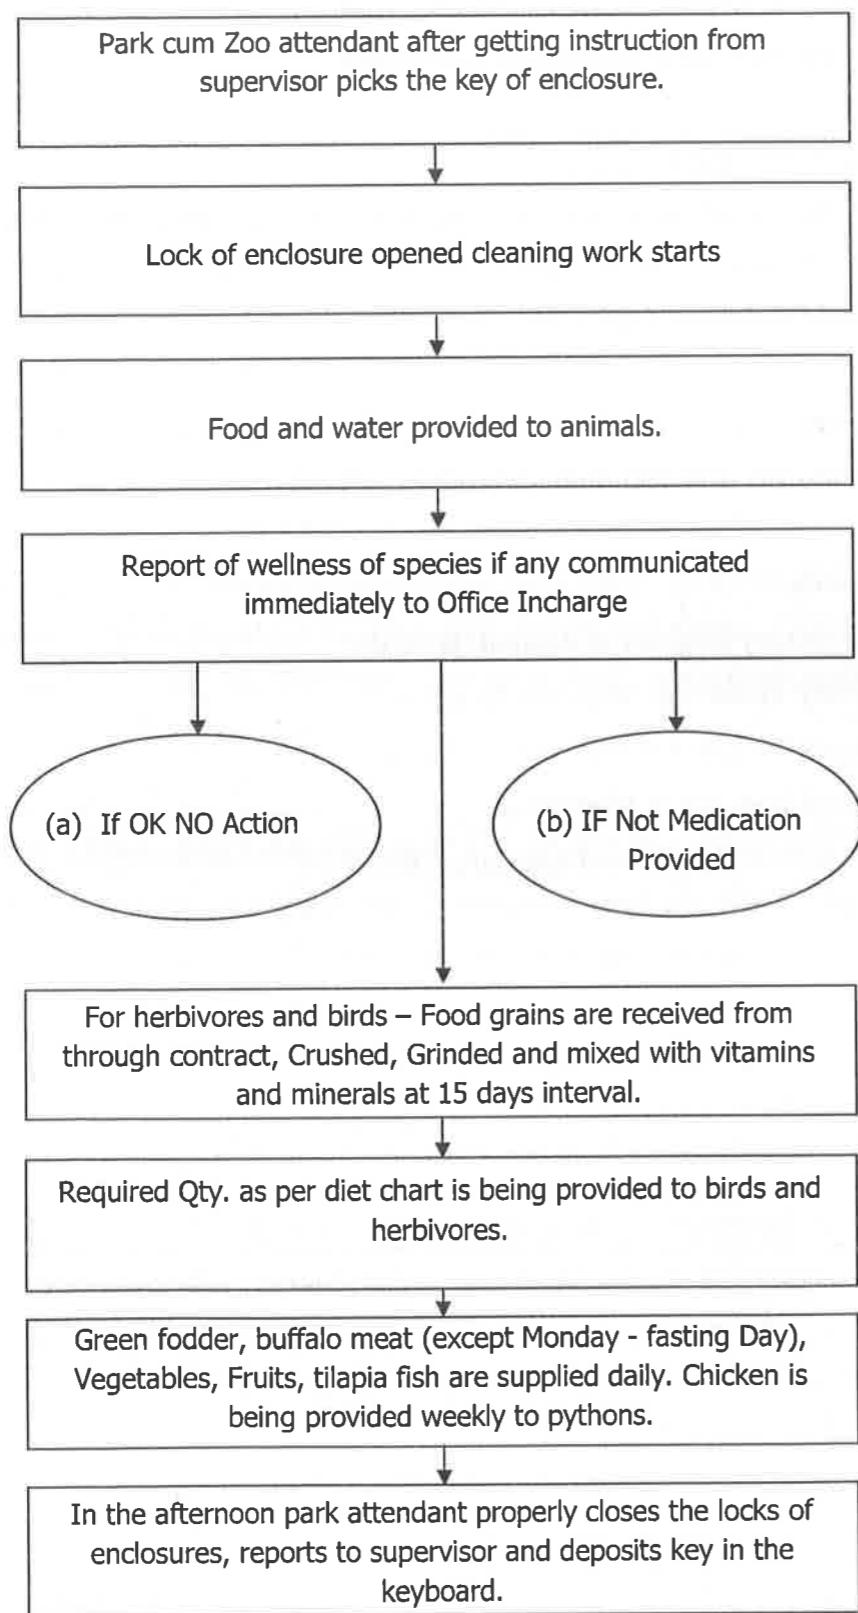 Park cum Zoo attendant after getting instruction from
supervisor picks the key of enclosure.
Lock of enclosure opened cleaning work starts
Food and water provided to animals.
Report of wellness of species if any communicated
immediately to Office Incharge
(a) If OK NO Action
(b) IF Not Medication
Provided
For herbivores and birds – Food grains are received from
through contract, Crushed, Grinded and mixed with vitamins
and minerals at 15 days interval.
Required Qty. as per diet chart is being provided to birds and
herbivores.
Green fodder, buffalo meat (except Monday - fasting Day),
Vegetables, Fruits, tilapia fish are supplied daily. Chicken is
being provided weekly to pythons.
In the afternoon park attendant properly closes the locks of
enclosures, reports to supervisor and deposits key in the
keyboard.